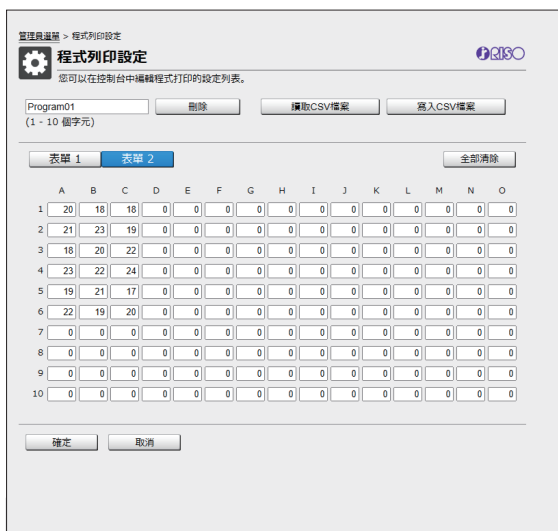 管理員選單 > 程式列印設定
程式列印設定
RISO
您可以在控制台中編輯程式打印的設定列表。
Program01 刪除 讀取CSV檔案 寫入CSV檔案
(1 - 10 個字元)
表單 1 表單 2 全部清除
A B C D E F G H I J K L M N O
1 20 18 18 0 0 0 0 0 0 0 0 0 0 0 0
2 21 23 19 0 0 0 0 0 0 0 0 0 0 0 0
3 18 20 22 0 0 0 0 0 0 0 0 0 0 0 0
4 23 22 24 0 0 0 0 0 0 0 0 0 0 0 0
5 19 21 17 0 0 0 0 0 0 0 0 0 0 0 0
6 22 19 20 0 0 0 0 0 0 0 0 0 0 0 0
7 0 0 0 0 0 0 0 0 0 0 0 0 0 0 0
8 0 0 0 0 0 0 0 0 0 0 0 0 0 0 0
9 0 0 0 0 0 0 0 0 0 0 0 0 0 0 0
10 0 0 0 0 0 0 0 0 0 0 0 0 0 0 0
確定 取消